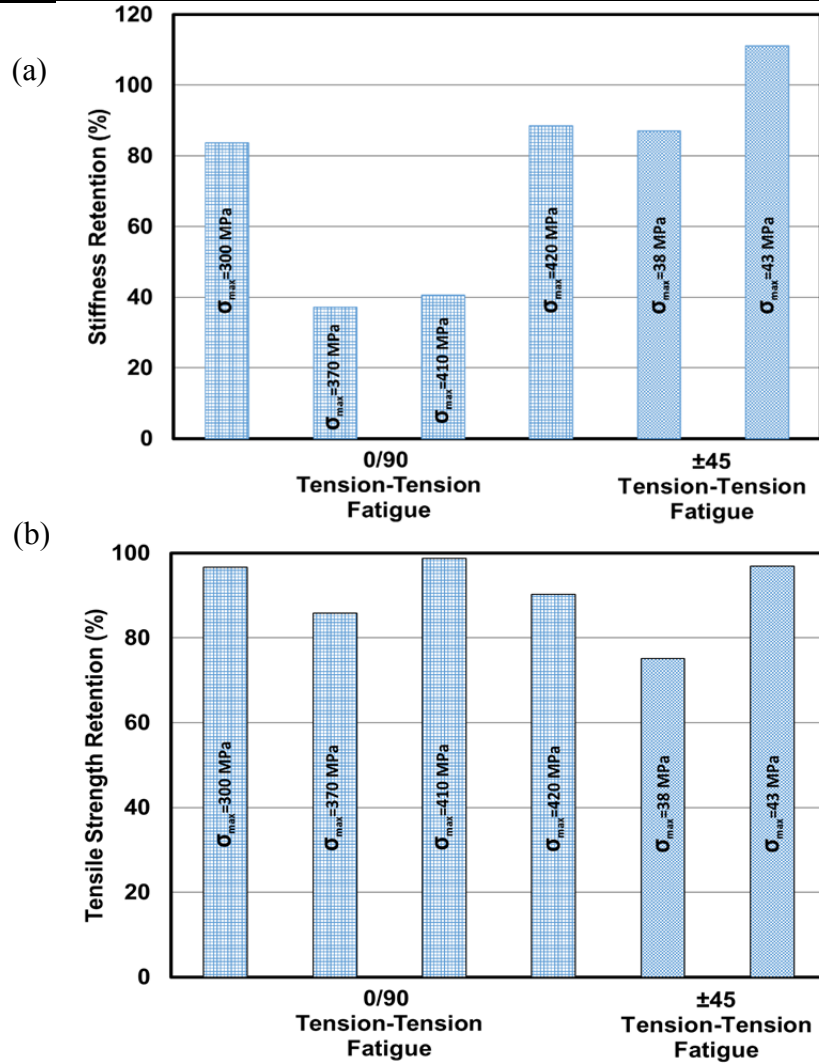 (a)
Stiffness Retention (%)
120
100
80
60
40
20
0
σmax=300 MPa
σmax=370 MPa
σmax=410 MPa
σmax=420 MPa
σmax=38 MPa
σmax=43 MPa
0/90
Tension-Tension
Fatigue
±45
Tension-Tension
Fatigue
(b)
Tensile Strength Retention (%)
100
80
60
40
20
0
σmax=300 MPa
σmax=370 MPa
σmax=410 MPa
σmax=420 MPa
σmax=38 MPa
σmax=43 MPa
0/90
Tension-Tension
Fatigue
±45
Tension-Tension
Fatigue